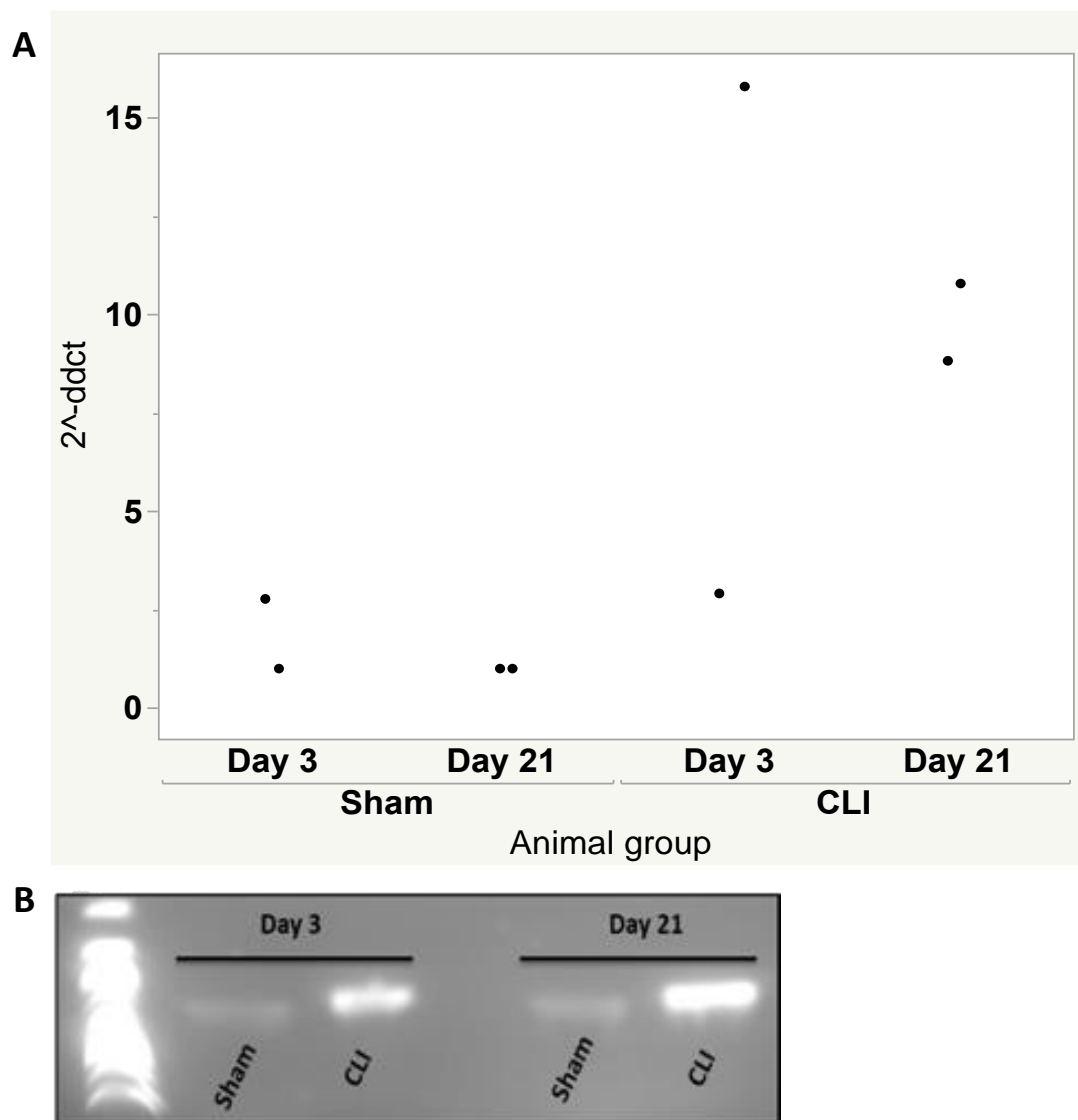 A
15
10
5
0
2^-ddct
Day 3 Day 21 Day 3 Day 21
Sham CLI
Animal group
B
Day 3 Day 21
Sham CLI Sham CLI